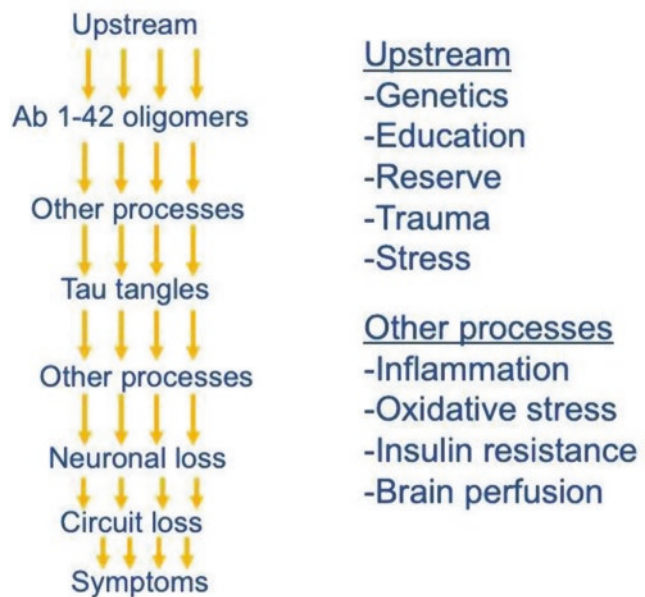 Upstream
Ab 1-42 oligomers
Other processes
Tau tangles
Other processes
Neuronal loss
Circuit loss
Symptoms
Upstream
-Genetics
-Education
-Reserve
-Trauma
-Stress
Other processes
-Inflammation
-Oxidative stress
-Insulin resistance
-Brain perfusion